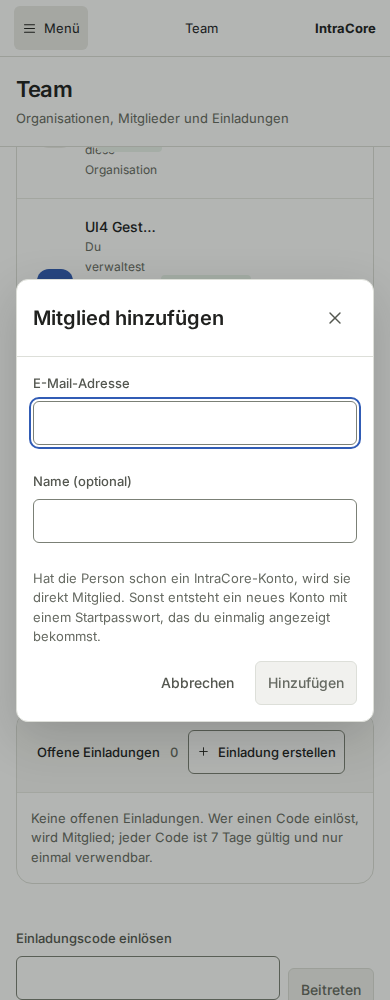 Menü
Team
IntraCore
Team
Organisationen, Mitglieder und Einladungen
diese
Organisation
UI4 Gest…
Du
verwaltest
Mitglied hinzufügen
E-Mail-Adresse
Name (optional)
Hat die Person schon ein IntraCore-Konto, wird sie
direkt Mitglied. Sonst entsteht ein neues Konto mit
einem Startpasswort, das du einmalig angezeigt
bekommst.
Abbrechen
Hinzufügen
Offene Einladungen 0
Einladung erstellen
Keine offenen Einladungen. Wer einen Code einlöst,
wird Mitglied; jeder Code ist 7 Tage gültig und nur
einmal verwendbar.
Einladungscode einlösen
Beitreten